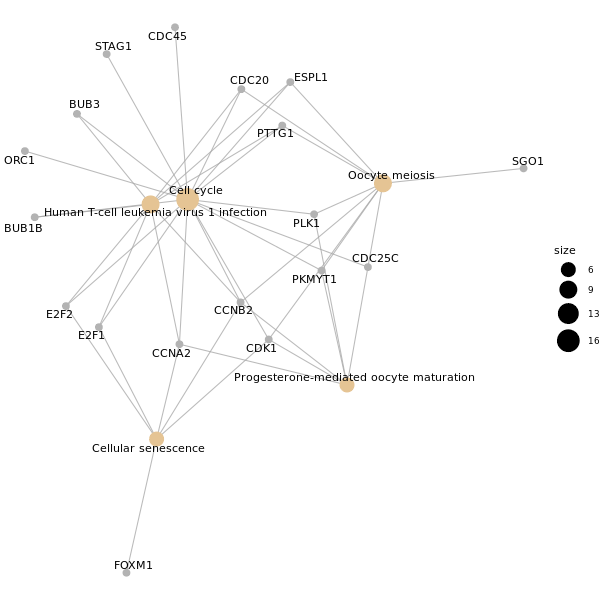 CDC45
STAG1
CDC20
ESPL1
BUB3
PTTG1
ORC1
SGO1
Oocyte meiosis
Cell cycle
Human T-cell leukemia virus 1 infection
BUB1B
PLK1
size
CDC25C
6
PKMYT1
9
E2F2
CCNB2
13
E2F1
16
CCNA2
CDK1
Progesterone-mediated oocyte maturation
Cellular senescence
FOXM1